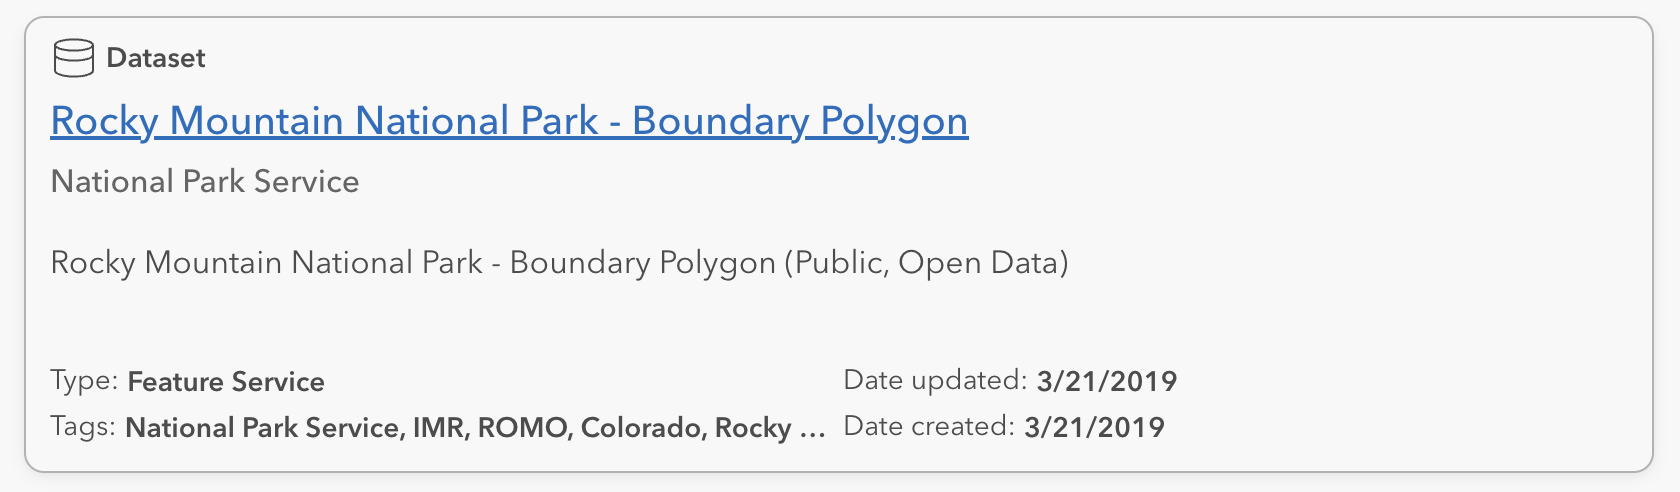 Dataset
Rocky Mountain National Park - Boundary Polygon
National Park Service
Rocky Mountain National Park - Boundary Polygon (Public, Open Data)
Type: Feature Service Date updated: 3/21/2019
Tags: National Park Service, IMR, ROMO, Colorado, Rocky ... Date created: 3/21/2019